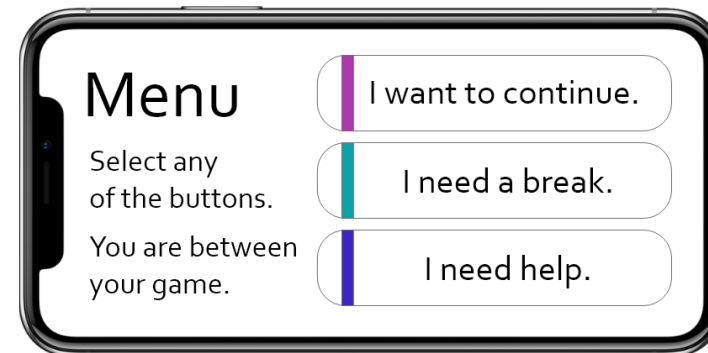 Menu
Select any
of the buttons.
You are between
your game.
I want to continue.
I need a break.
I need help.